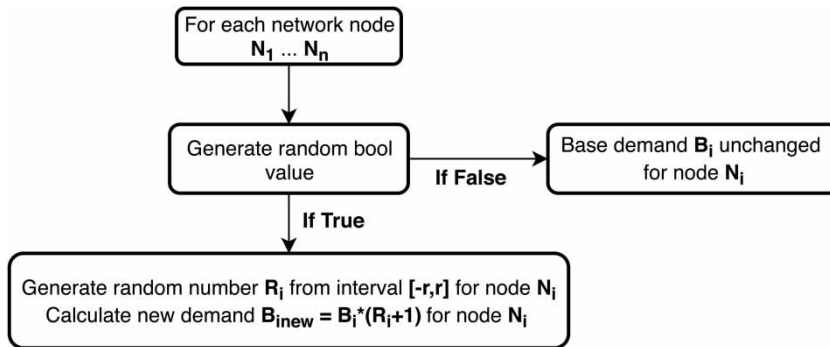 For each network node
N1 ... Nn
Generate random bool
value
If False
Base demand Bi unchanged
for node Ni
If True
Generate random number Ri from interval [-r,r] for node Ni
Calculate new demand Binew = Bi*(Ri+1) for node Ni